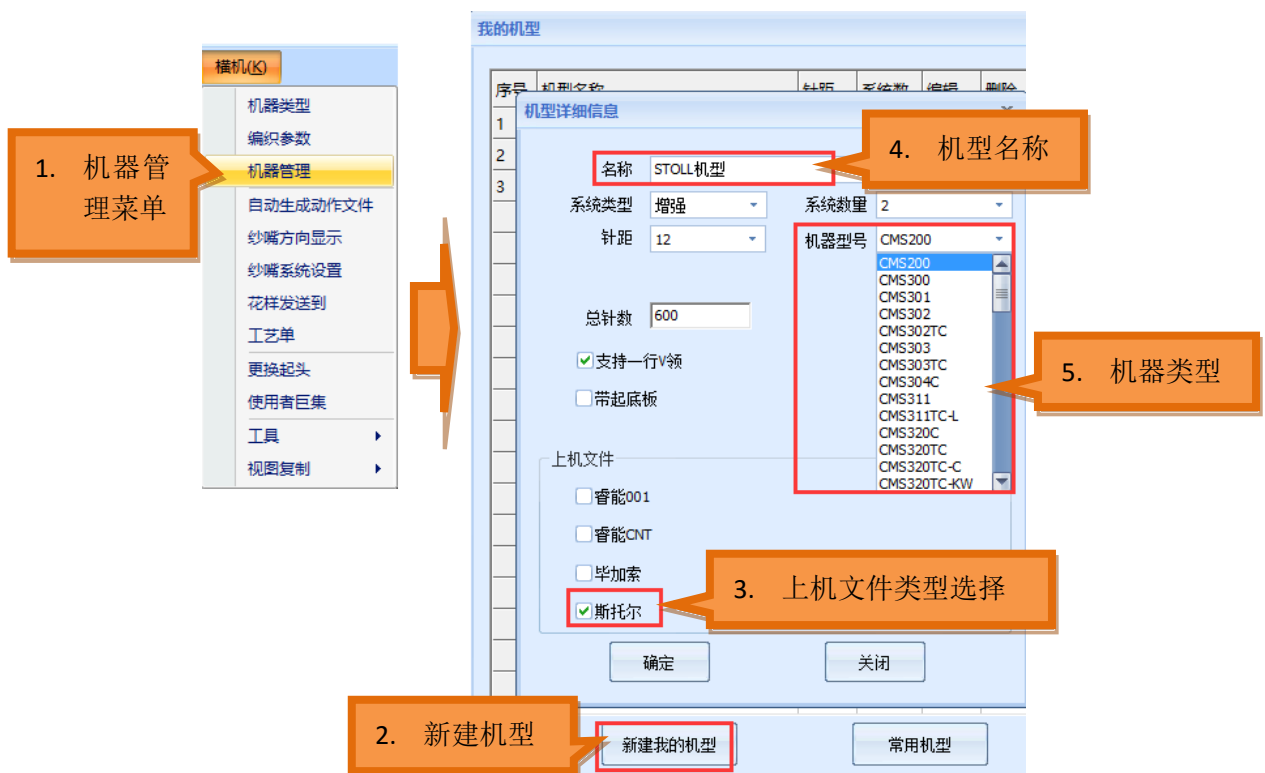 横机(K)
机器类型
编织参数
机器管理
自动生成动作文件
纱嘴方向显示
纱嘴系统设置
花样发送到
工艺单
更换起头
使用者巨集
工具
视图复制
1. 机器管
理菜单
我的机型
序号 机型名称 针距 系统数 编辑 删除
1
2
3
机型详细信息
4. 机型名称
名称 STOLL机型
系统类型 增强 系统数量 2
针距 12 机器型号 CMS200
CMS200
CMS300
CMS301
CMS302
CMS302TC
CMS303
CMS303TC
CMS304C
CMS311
CMS311TC-L
CMS320C
CMS320TC
CMS320TC-C
CMS320TC-KW
总针数 600
支持一行V领
带起底板
5. 机器类型
上机文件
睿能001
睿能CNT
毕加索
斯托尔
3. 上机文件类型选择
确定 关闭
2. 新建机型
新建我的机型 常用机型